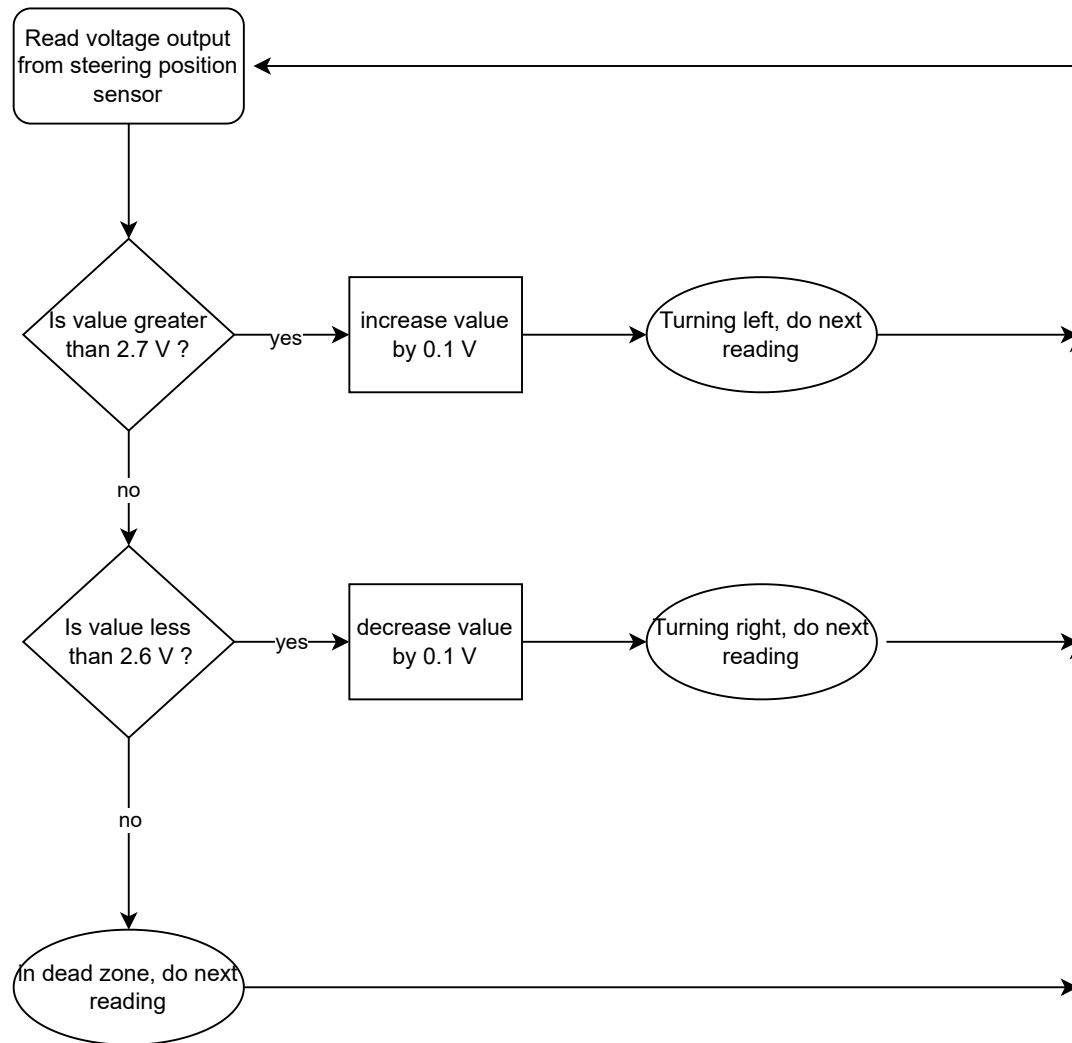 Read voltage output
from steering position
sensor
Is value greater
than 2.7 V ?
yes
increase value
by 0.1 V
Turning left, do next
reading
no
Is value less
than 2.6 V ?
yes
decrease value
by 0.1 V
Turning right, do next
reading
no
in dead zone, do next
reading